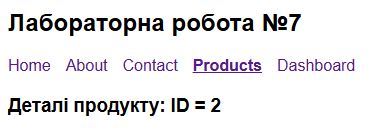 Лабораторна робота №7
Home About Contact Products Dashboard
Деталі продукту: ID = 2